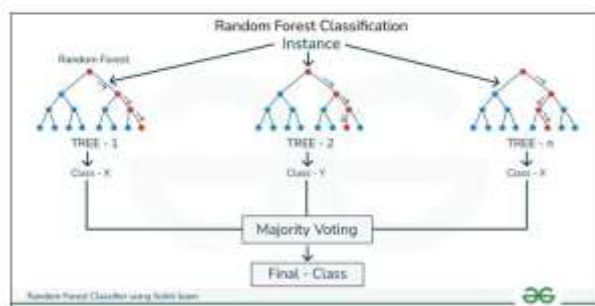 Random Forest Classification
Instance
Random Forest
TREE - 1
TREE - 2
TREE - n
Class - X
Class - Y
Class - X
Majority Voting
Final - Class
Random Forest Classifier using Scikit-learn